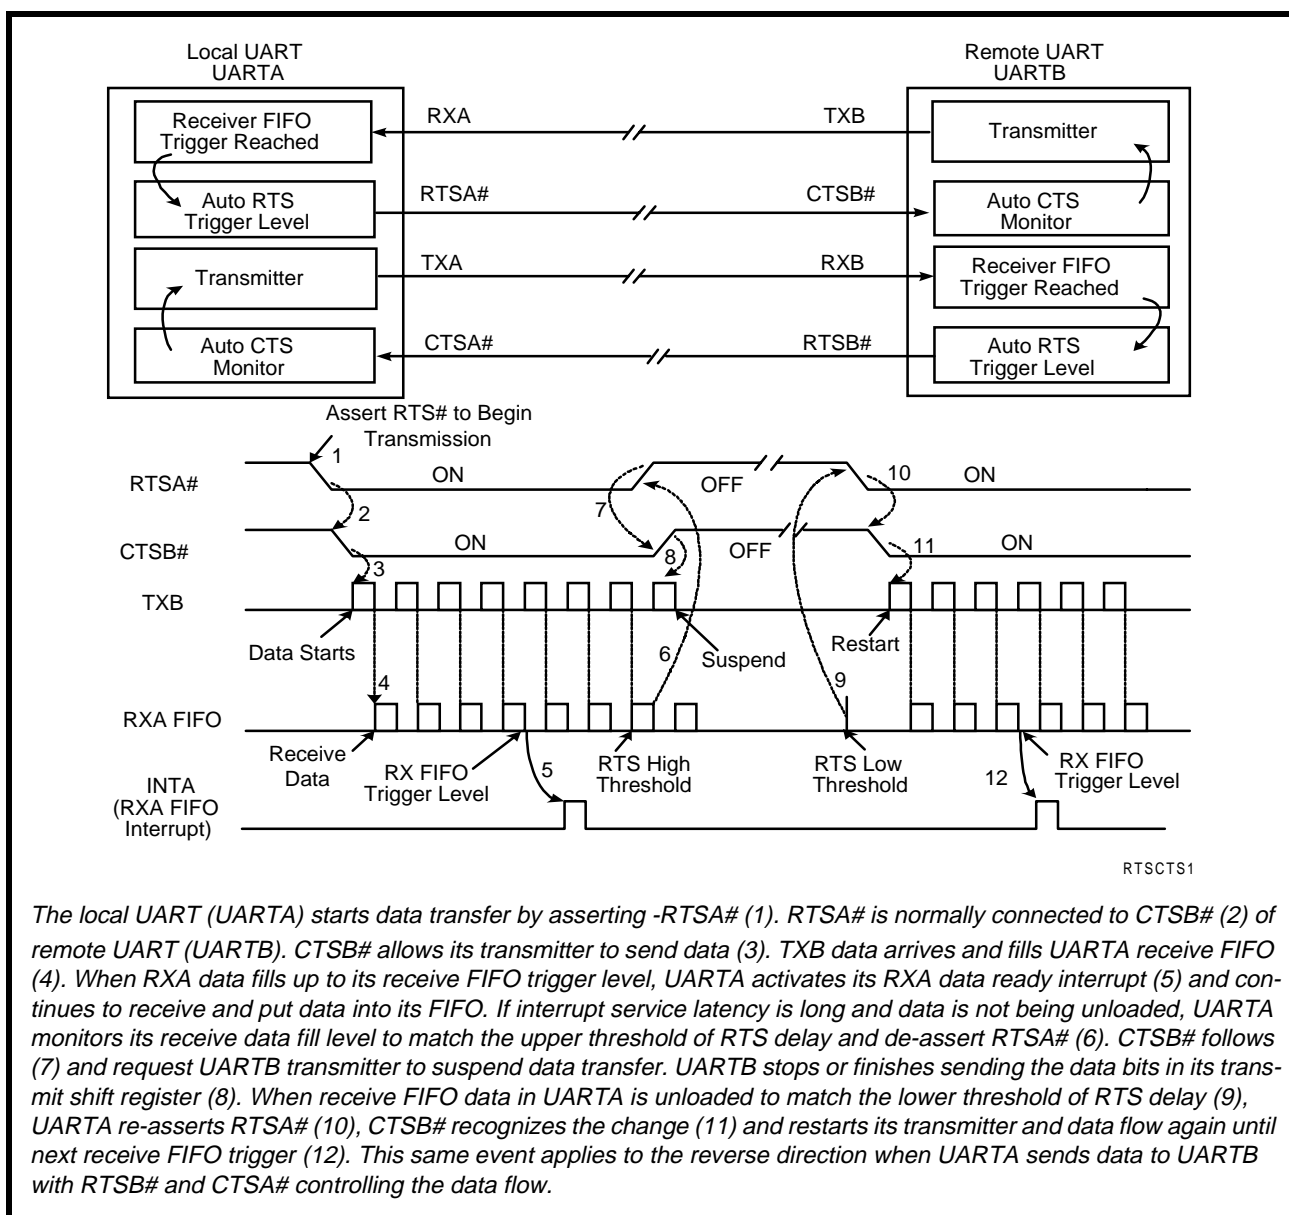 Local UART
UARTA
Remote UART
UARTB
Receiver FIFO
Trigger Reached
RXA
TXB
Transmitter
Auto RTS
Trigger Level
RTSA#
CTSB#
Auto CTS
Monitor
Transmitter
TXA
RXB
Receiver FIFO
Trigger Reached
Auto CTS
Monitor
CTSA#
RTSB#
Auto RTS
Trigger Level
Assert RTS# to Begin
Transmission
RTSA#
1
ON
OFF
10
ON
2
7
CTSB#
ON
8
OFF
11
ON
3
TXB
Data Starts
6
Suspend
Restart
4
9
RXA FIFO
Receive
Data
RX FIFO
Trigger Level
5
RTS High
Threshold
RTS Low
Threshold
12
RX FIFO
Trigger Level
INTA
(RXA FIFO
Interrupt)
RTSCTS1
The local UART (UARTA) starts data transfer by asserting -RTSA# (1). RTSA# is normally connected to CTSB# (2) of
remote UART (UARTB). CTSB# allows its transmitter to send data (3). TXB data arrives and fills UARTA receive FIFO
(4). When RXA data fills up to its receive FIFO trigger level, UARTA activates its RXA data ready interrupt (5) and con-
tinues to receive and put data into its FIFO. If interrupt service latency is long and data is not being unloaded, UARTA
monitors its receive data fill level to match the upper threshold of RTS delay and de-assert RTSA# (6). CTSB# follows
(7) and request UARTB transmitter to suspend data transfer. UARTB stops or finishes sending the data bits in its trans-
mit shift register (8). When receive FIFO data in UARTA is unloaded to match the lower threshold of RTS delay (9),
UARTA re-asserts RTSA# (10), CTSB# recognizes the change (11) and restarts its transmitter and data flow again until
next receive FIFO trigger (12). This same event applies to the reverse direction when UARTA sends data to UARTB
with RTSB# and CTSA# controlling the data flow.